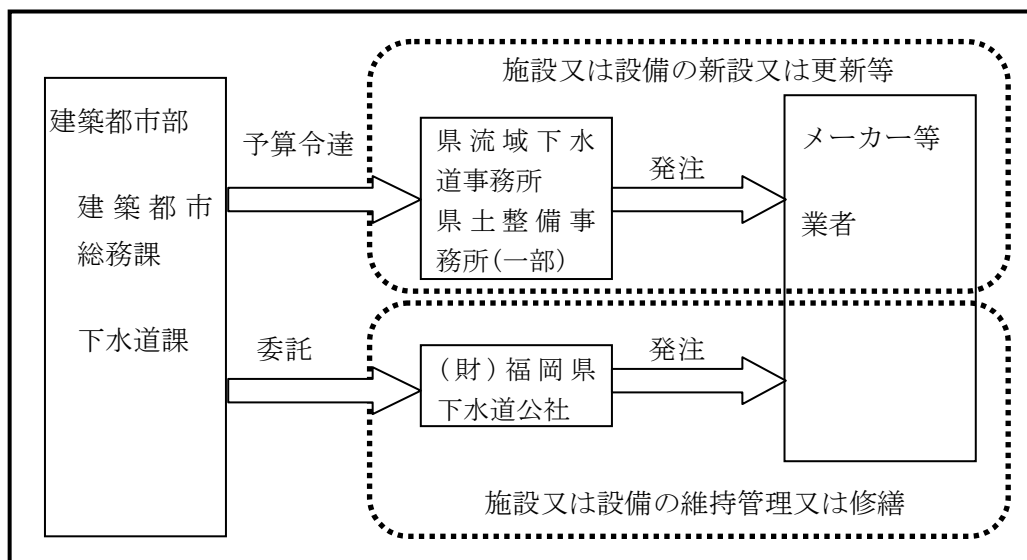 施設又は設備の新設又は更新等
建築都市部
建築都市
総務課
下水道課
予算令達
県流域下水
道事務所
県土整備事
務所(一部)
発注
メーカー等
業者
委託
(財)福岡県
下水道公社
発注
施設又は設備の維持管理又は修繕